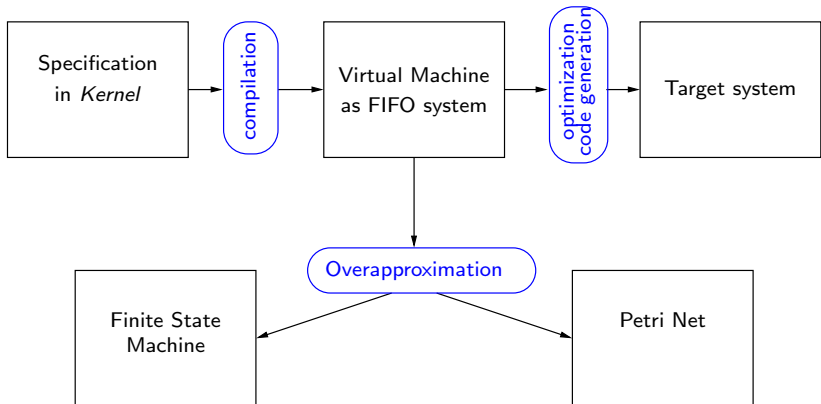 Specification
in Kernel
compilation
Virtual Machine
as FIFO system
optimization
code generation
Target system
Overapproximation
Finite State
Machine
Petri Net